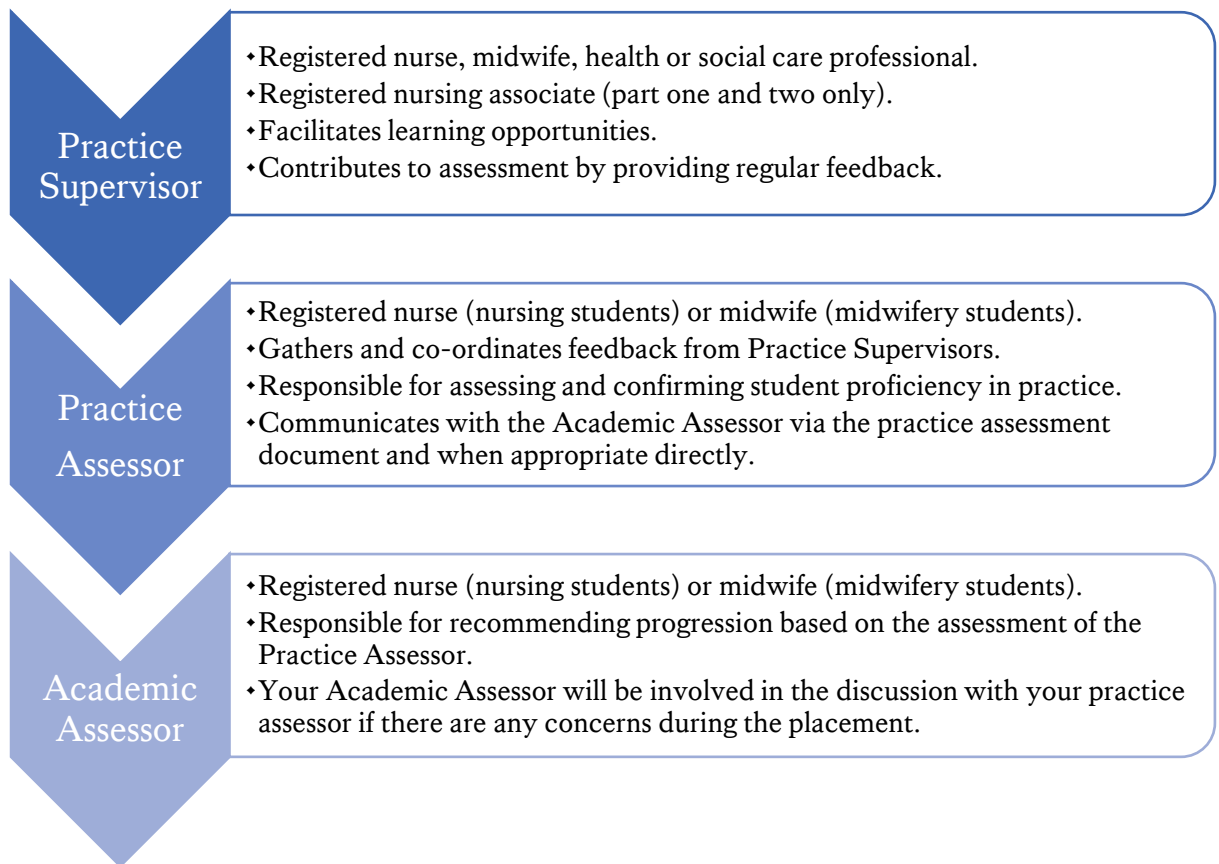 Practice
Supervisor
•Registered nurse, midwife, health or social care professional.
•Registered nursing associate (part one and two only).
•Facilitates learning opportunities.
•Contributes to assessment by providing regular feedback.
Practice
Assessor
•Registered nurse (nursing students) or midwife (midwifery students).
•Gathers and co-ordinates feedback from Practice Supervisors.
•Responsible for assessing and confirming student proficiency in practice.
•Communicates with the Academic Assessor via the practice assessment
document and when appropriate directly.
Academic
Assessor
•Registered nurse (nursing students) or midwife (midwifery students).
•Responsible for recommending progression based on the assessment of the
Practice Assessor.
•Your Academic Assessor will be involved in the discussion with your practice
assessor if there are any concerns during the placement.